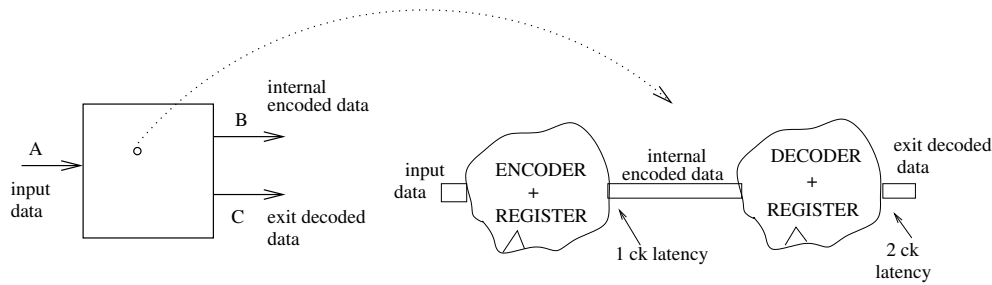 internal
encoded data
B
A
input
data
C
exit decoded
data
input
data
ENCODER
+
REGISTER
internal
encoded data
1 ck latency
DECODER
+
REGISTER
exit decoded
data
2 ck
latency